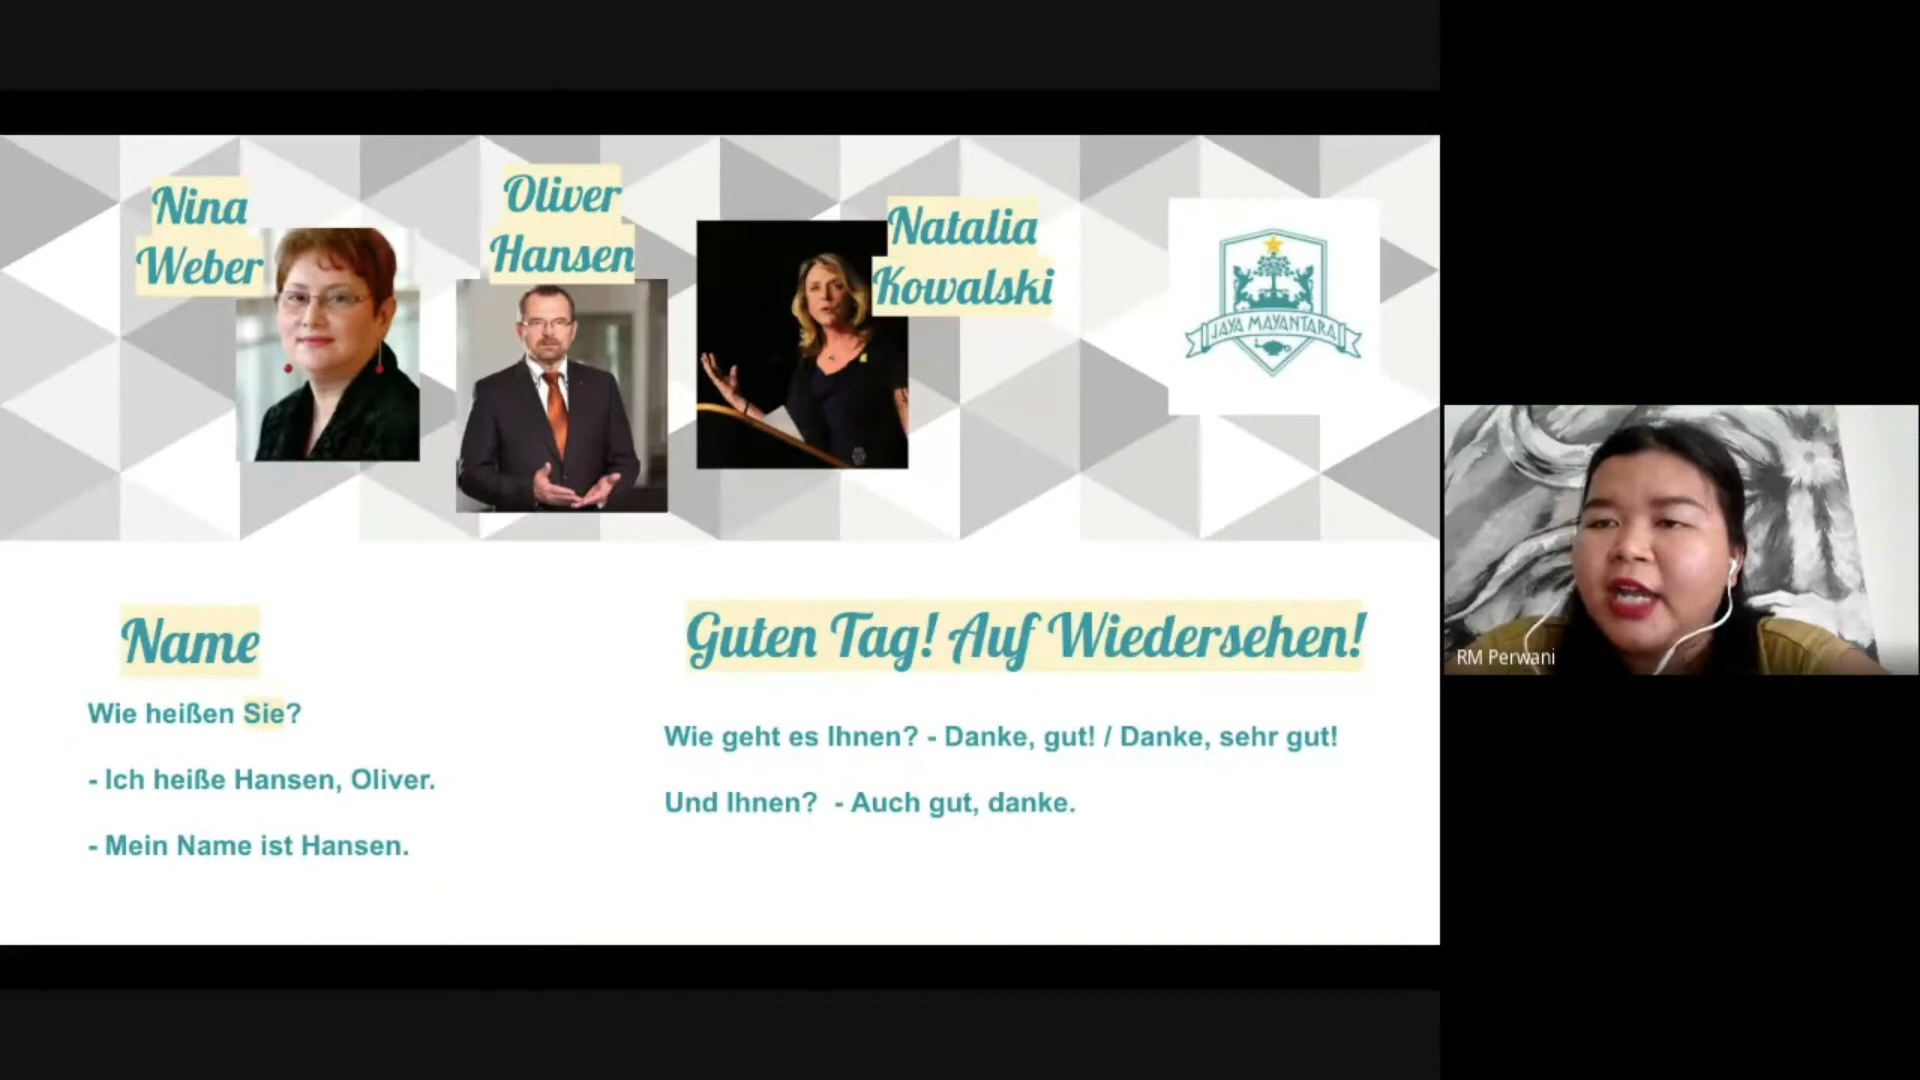 Nina
Weber
Oliver
Hansen
Natalia
Kowalski
JAYA MAYANTARA
Name
Wie heißen Sie?
- Ich heiße Hansen, Oliver.
- Mein Name ist Hansen.
Guten Tag! Auf Wiedersehen!
Wie geht es Ihnen? - Danke, gut! / Danke, sehr gut!
Und Ihnen?  - Auch gut, danke.
RM Perwani